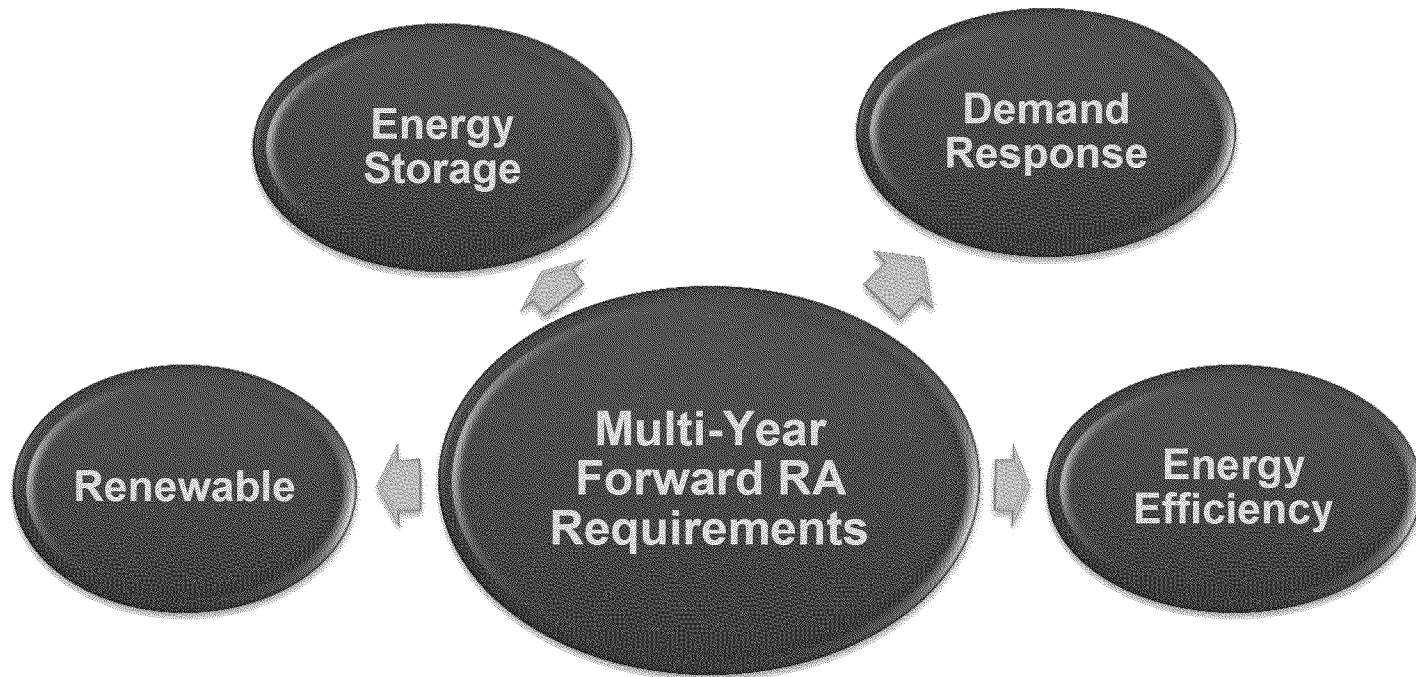 Energy
Storage
Demand
Response
Renewable
Multi-Year
Forward RA
Requirements
Energy
Efficiency